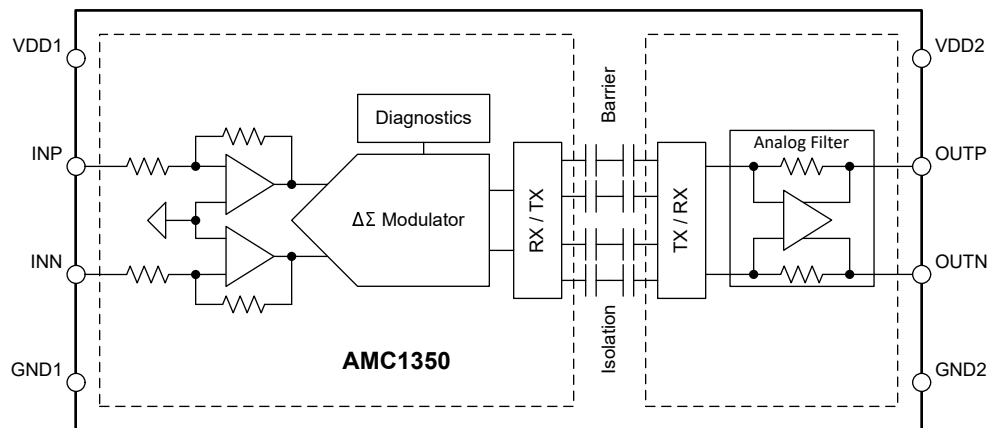 VDD1
VDD2
Barrier
Diagnostics
Analog Filter
INP
OUTP
ΔΣ Modulator
RX / TX
TX / RX
INN
OUTN
Isolation
AMC1350
GND1
GND2